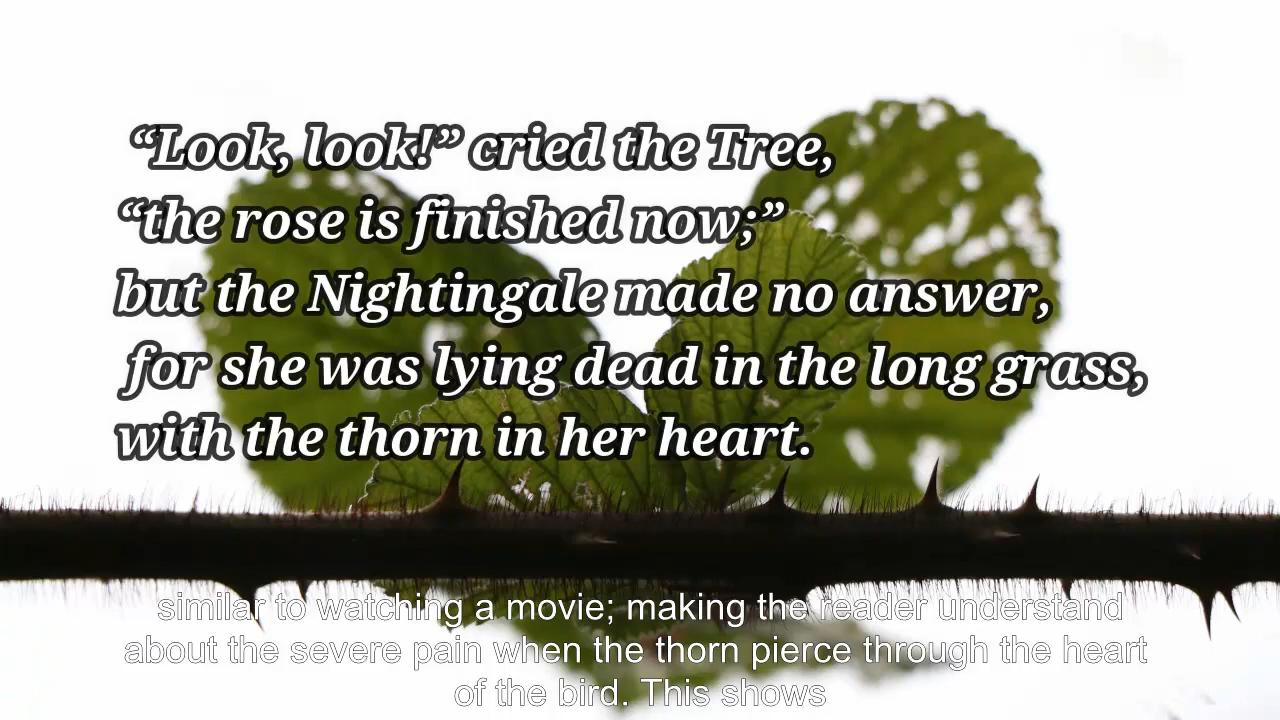 “Look, look!” cried the Tree,
“the rose is finished now;”
but the Nightingale made no answer,
for she was lying dead in the long grass,
with the thorn in her heart.
similar to watching a movie; making the reader understand
about the severe pain when the thorn pierce through the heart
of the bird. This shows